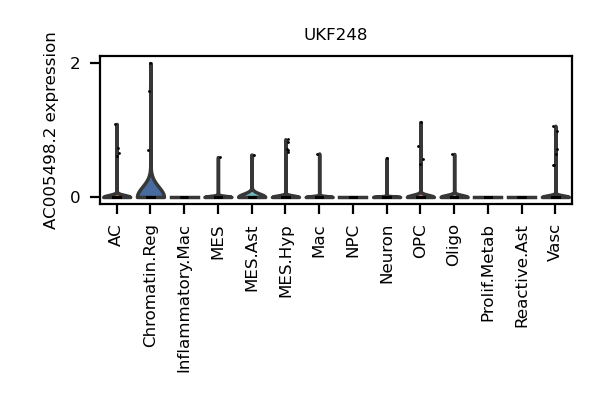 UKF248
AC005498.2 expression
2
0
AC
Chromatin.Reg
Inflammatory.Mac
MES
MES.Ast
MES.Hyp
Mac
NPC
Neuron
OPC
Oligo
Prolif.Metab
Reactive.Ast
Vasc